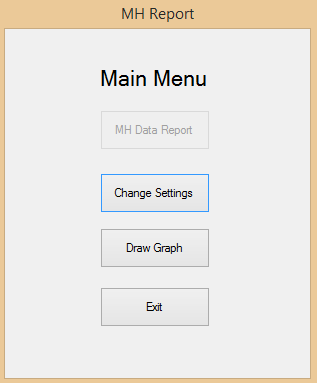 MH Report
Main Menu
MH Data Report
Change Settings
Draw Graph
Exit